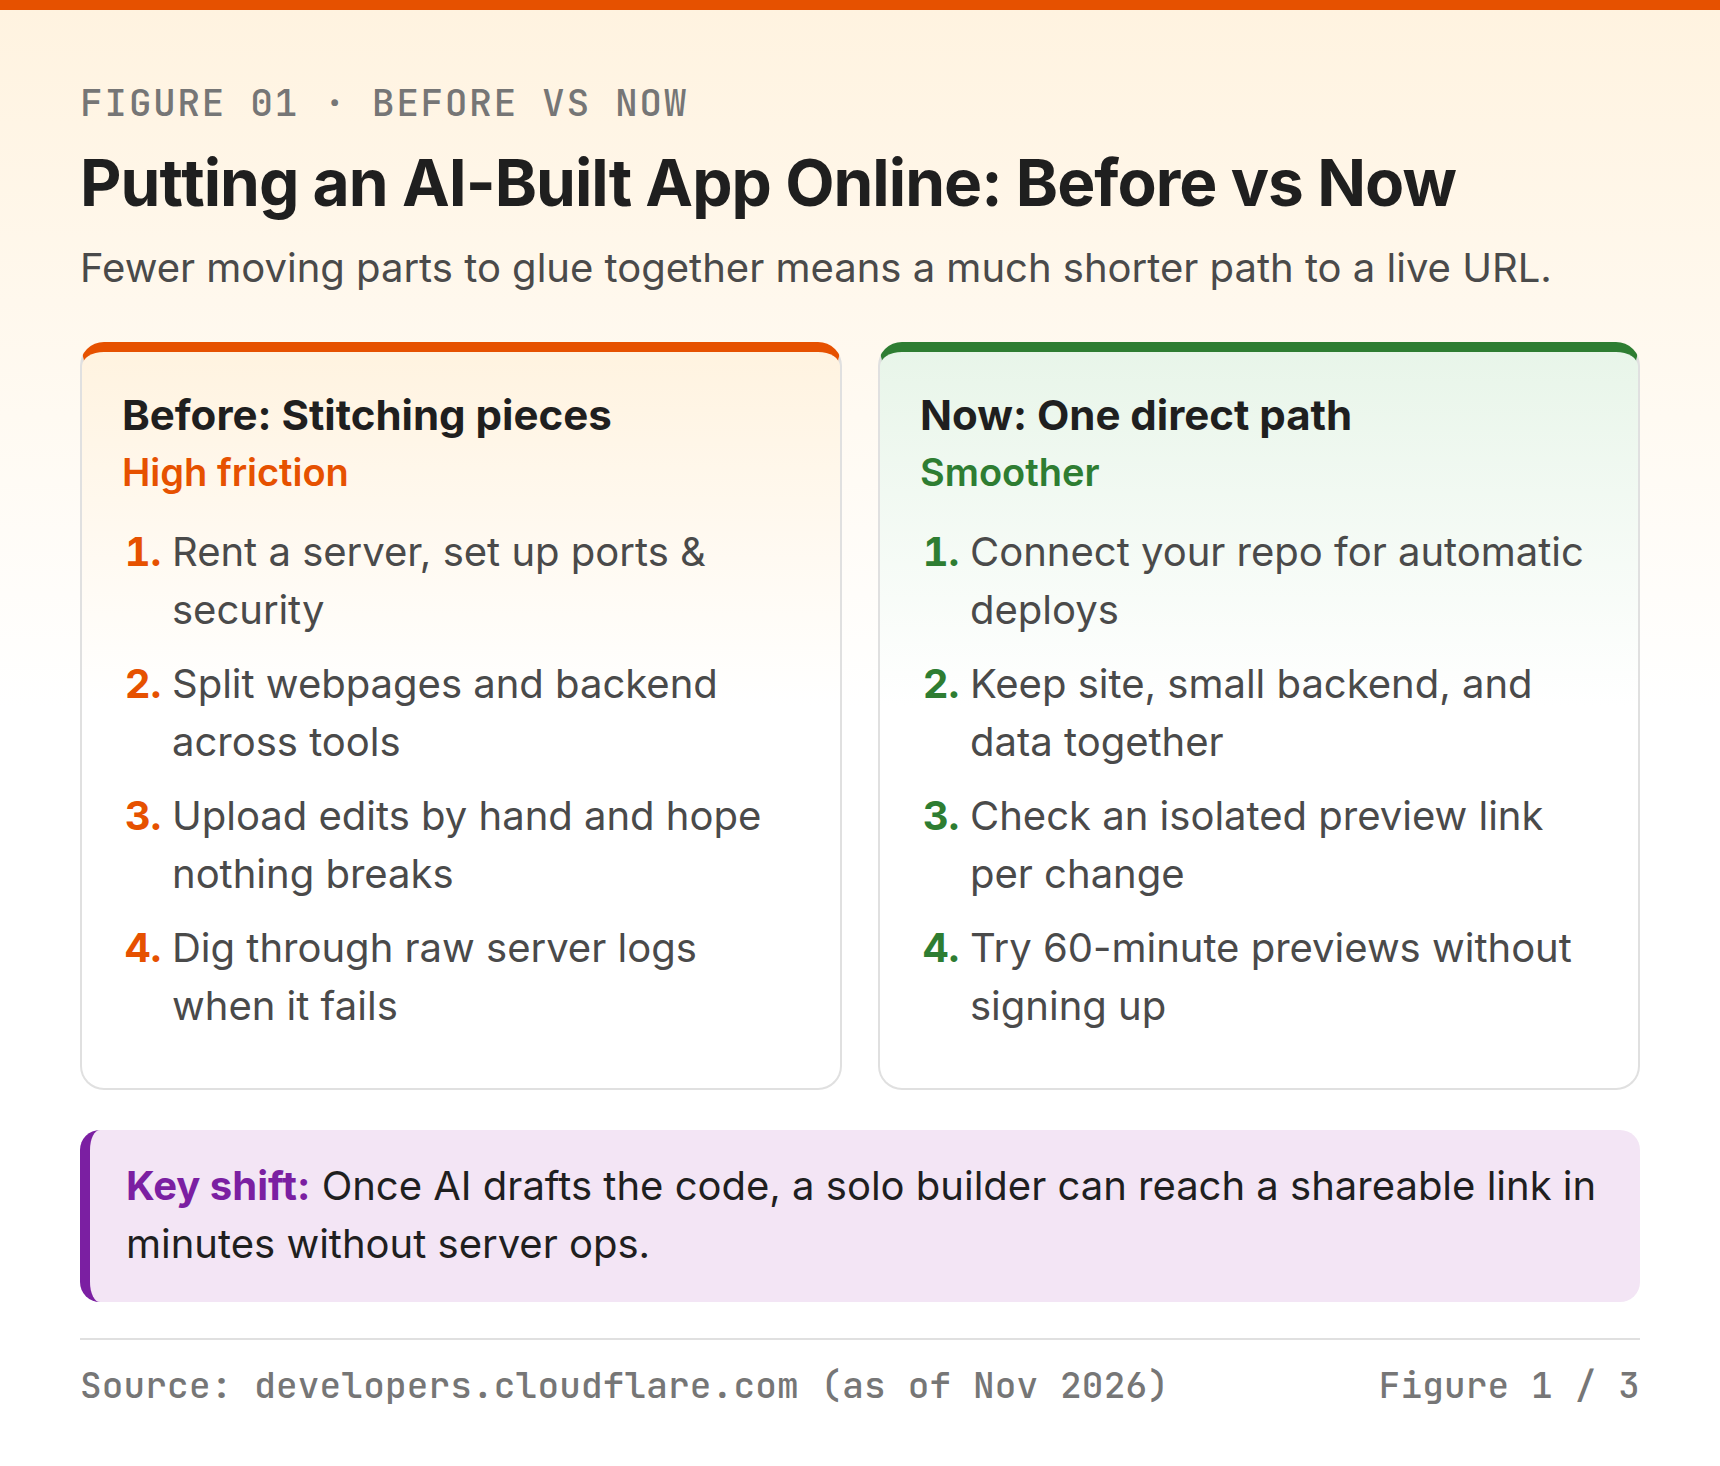 FIGURE 01 · BEFORE VS NOW
Putting an AI-Built App Online: Before vs Now
Fewer moving parts to glue together means a much shorter path to a live URL.
Before: Stitching pieces
High friction
1. Rent a server, set up ports &
security
2. Split webpages and backend
across tools
3. Upload edits by hand and hope
nothing breaks
4. Dig through raw server logs
when it fails
Now: One direct path
Smoother
1. Connect your repo for automatic
deploys
2. Keep site, small backend, and
data together
3. Check an isolated preview link
per change
4. Try 60-minute previews without
signing up
Key shift: Once AI drafts the code, a solo builder can reach a shareable link in
minutes without server ops.
Source: developers.cloudflare.com (as of Nov 2026)
Figure 1 / 3